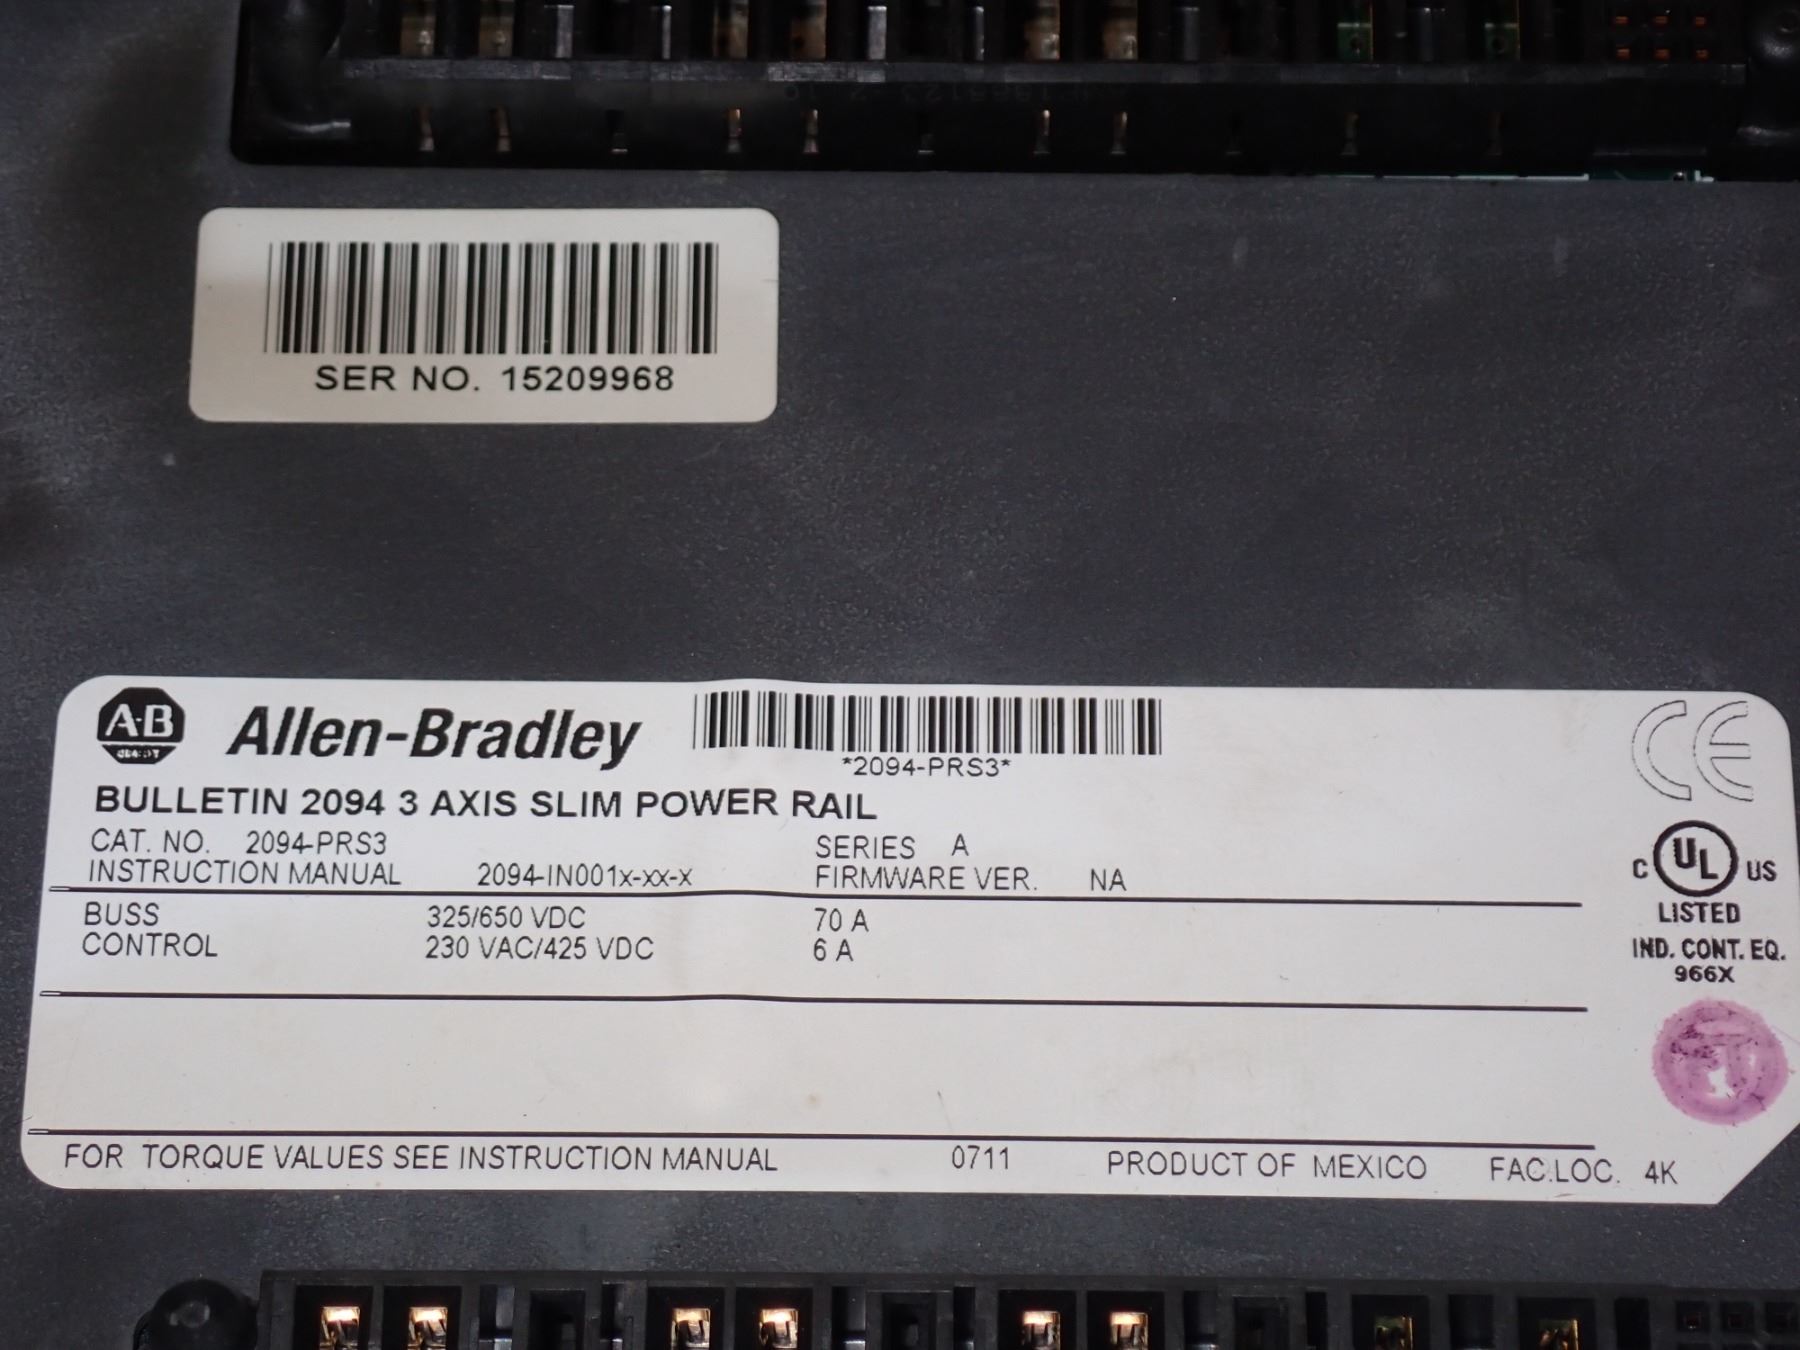 SER NO. 15209968
A-B
Allen-Bradley
*2094-PRS3*
BULLETIN 2094 3 AXIS SLIM POWER RAIL
CAT. NO. 2094-PRS3 SERIES A
INSTRUCTION MANUAL 2094-IN001x-xx-x FIRMWARE VER. NA
BUSS 325/650 VDC 70 A
CONTROL 230 VAC/425 VDC 6 A
CE
C UL US
LISTED
IND. CONT. EQ.
966X
FOR TORQUE VALUES SEE INSTRUCTION MANUAL 0711 PRODUCT OF MEXICO FAC.LOC. 4K